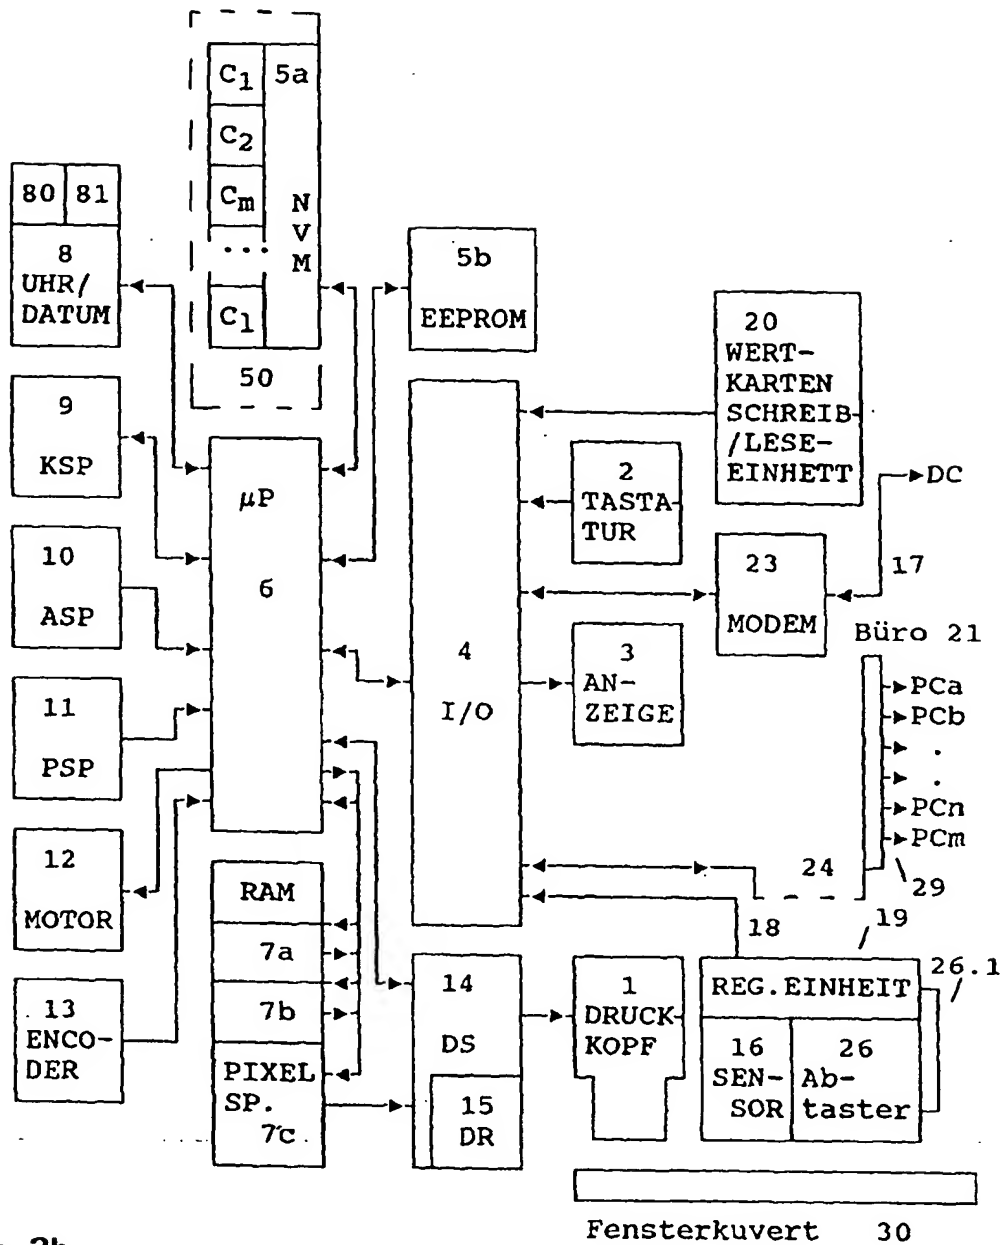 C1 5a
C2
Cm
...
C1
NVM
50
80 81
8
UHR/
DATUM
9
KSP
10
ASP
11
PSP
12
MOTOR
13
ENCO-
DER
μP
6
RAM
7a
7b
PIXEL
SP.
7c
5b
EEPROM
4
I/O
14
DS
15
DR
20
WERT-
KARTEN
SCHREIB-
/LESE-
EINHETT
2
TASTA-
TUR
23
MODEM
DC
17
3
AN-
ZEIGE
Büro 21
PCa
PCb
.
.
PCn
PCm
29
24
18
19
26.1
1
DRUCK-
KOPF
REG.EINHEIT
16
SEN-
SOR
26
Ab-
taster
Fensterkuvert 30
2b